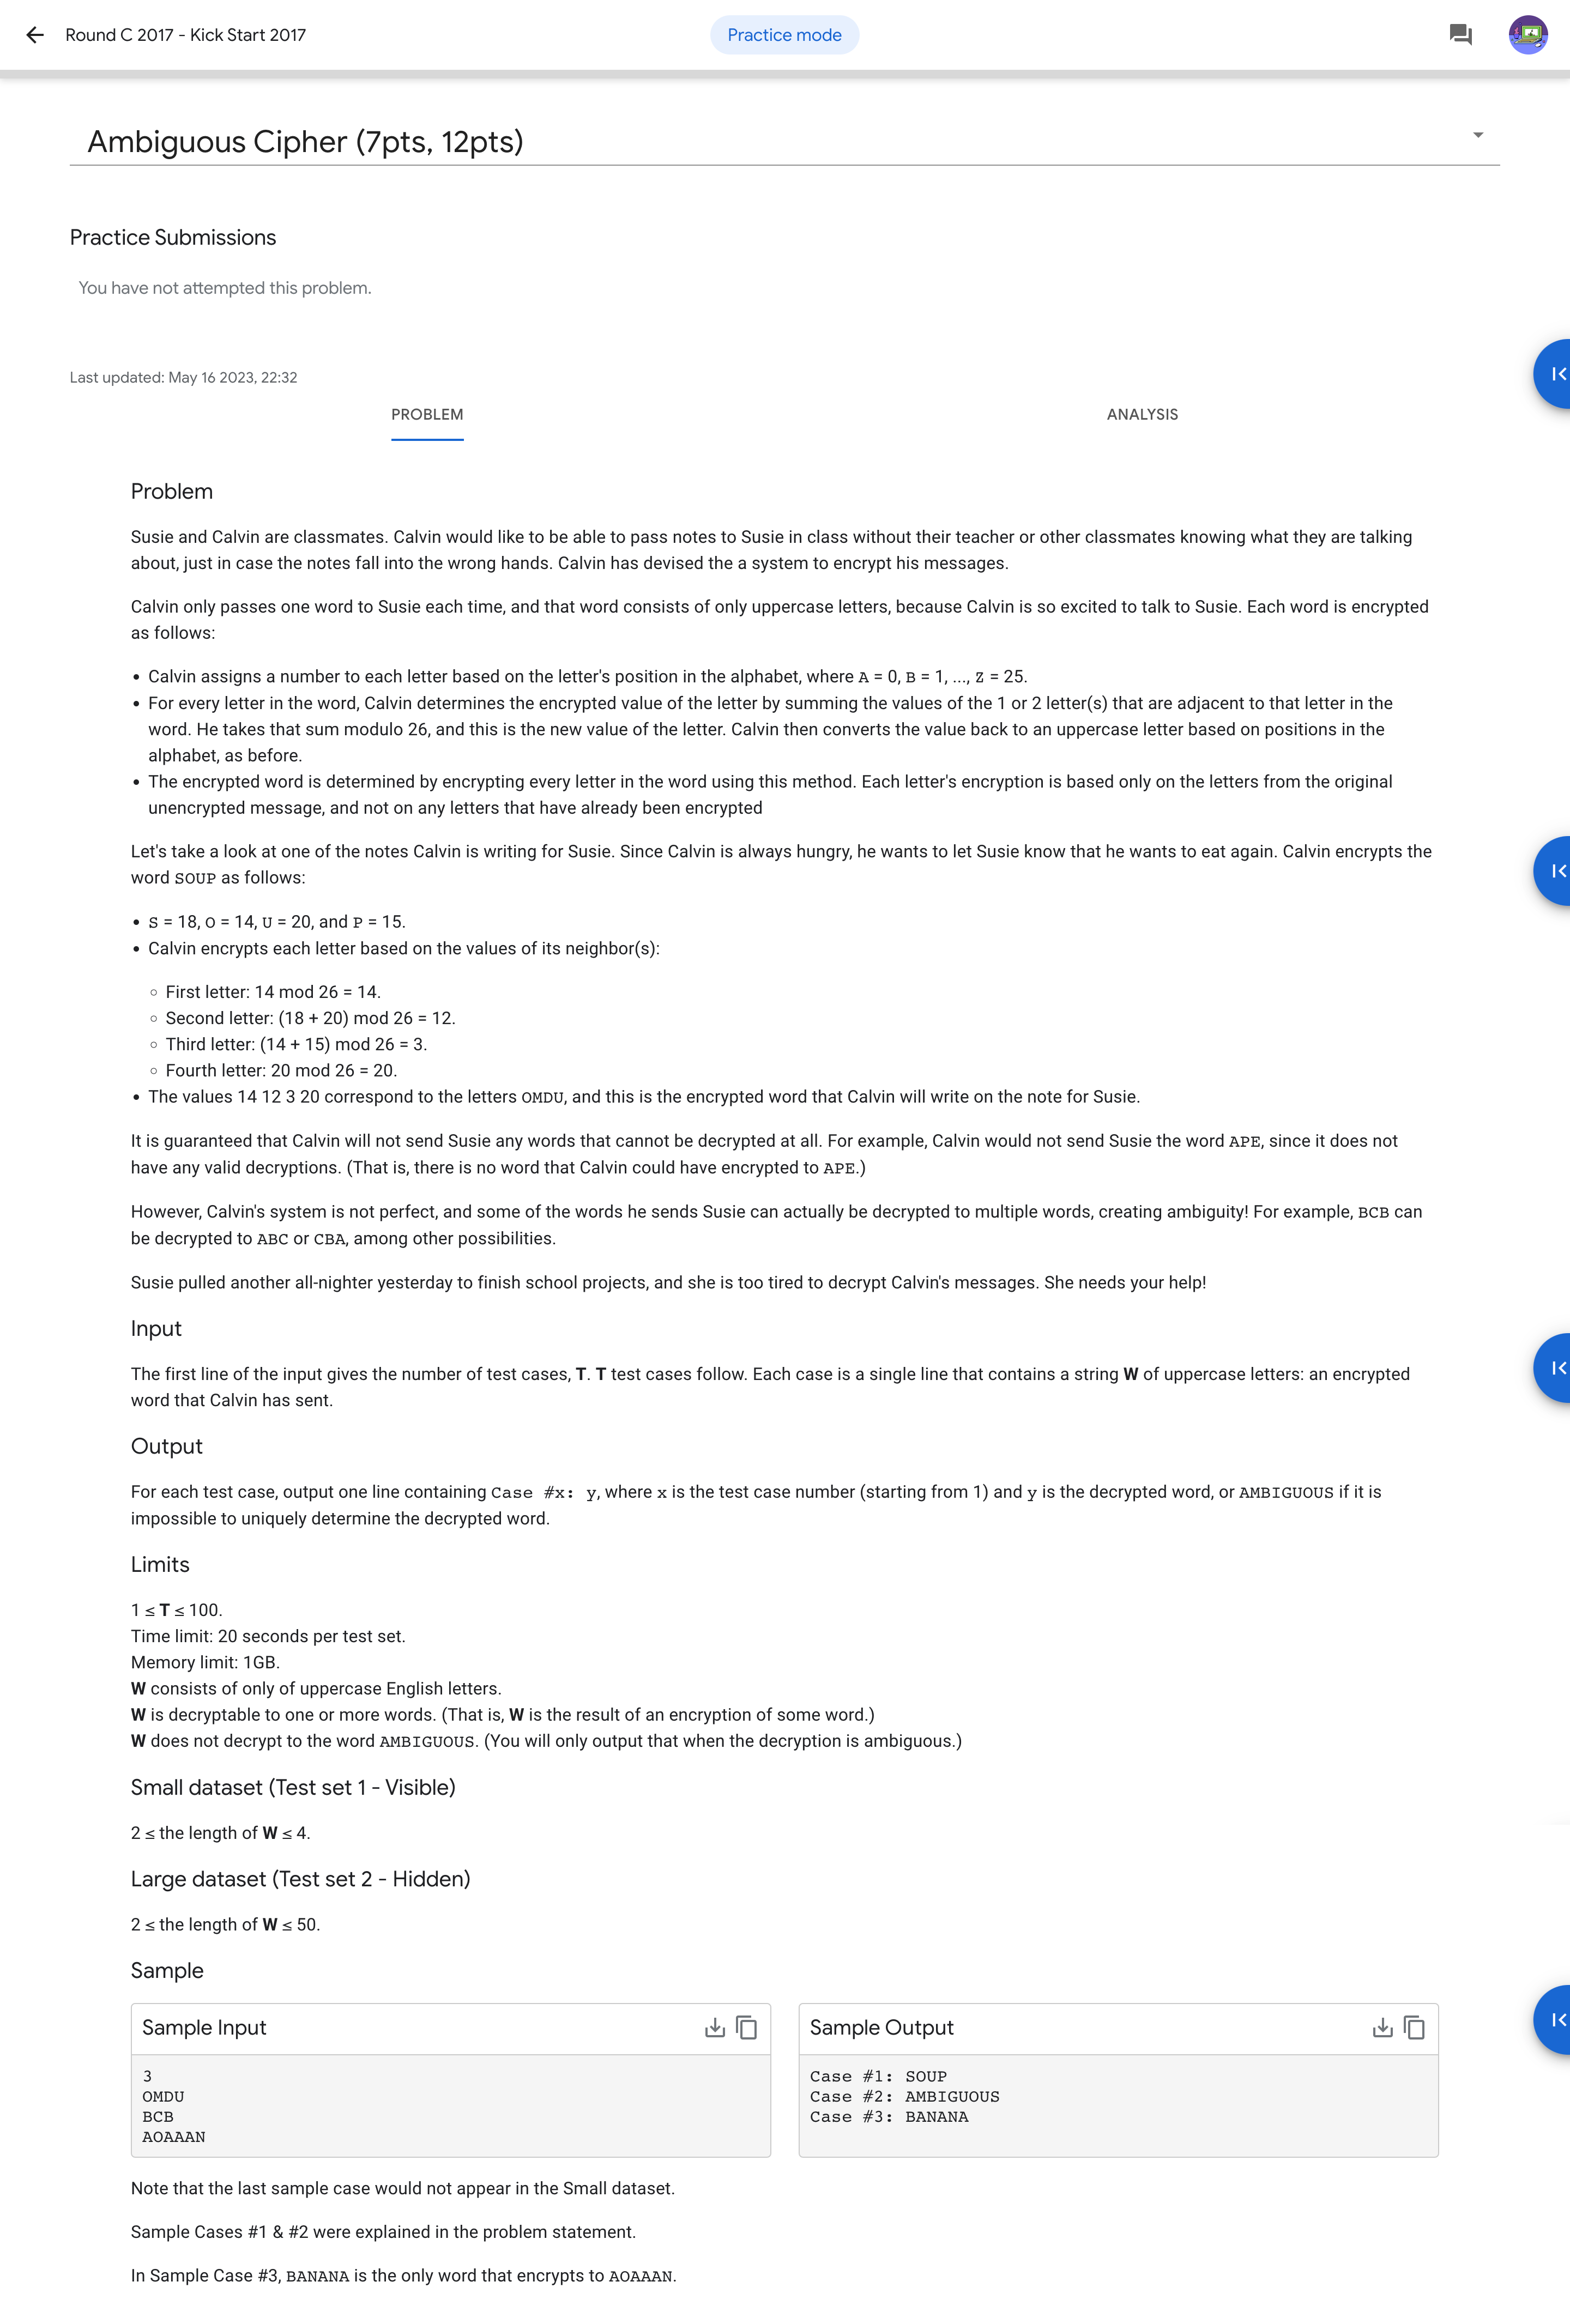 Round C 2017 - Kick Start 2017
Practice mode
Ambiguous Cipher (7pts, 12pts)
Practice Submissions
You have not attempted this problem.
Last updated: May 16 2023, 22:32
PROBLEM
ANALYSIS
Problem
Susie and Calvin are classmates. Calvin would like to be able to pass notes to Susie in class without their teacher or other classmates knowing what they are talking
about, just in case the notes fall into the wrong hands. Calvin has devised the a system to encrypt his messages.
Calvin only passes one word to Susie each time, and that word consists of only uppercase letters, because Calvin is so excited to talk to Susie. Each word is encrypted
as follows:
• Calvin assigns a number to each letter based on the letter's position in the alphabet, where A = 0, B = 1, ..., Z = 25.
• For every letter in the word, Calvin determines the encrypted value of the letter by summing the values of the 1 or 2 letter(s) that are adjacent to that letter in the
word. He takes that sum modulo 26, and this is the new value of the letter. Calvin then converts the value back to an uppercase letter based on positions in the
alphabet, as before.
• The encrypted word is determined by encrypting every letter in the word using this method. Each letter's encryption is based only on the letters from the original
unencrypted message, and not on any letters that have already been encrypted
Let's take a look at one of the notes Calvin is writing for Susie. Since Calvin is always hungry, he wants to let Susie know that he wants to eat again. Calvin encrypts the
word SOUP as follows:
• S = 18, O = 14, U = 20, and P = 15.
• Calvin encrypts each letter based on the values of its neighbor(s):
◦ First letter: 14 mod 26 = 14.
◦ Second letter: (18 + 20) mod 26 = 12.
◦ Third letter: (14 + 15) mod 26 = 3.
◦ Fourth letter: 20 mod 26 = 20.
• The values 14 12 3 20 correspond to the letters OMDU, and this is the encrypted word that Calvin will write on the note for Susie.
It is guaranteed that Calvin will not send Susie any words that cannot be decrypted at all. For example, Calvin would not send Susie the word APE, since it does not
have any valid decryptions. (That is, there is no word that Calvin could have encrypted to APE.)
However, Calvin's system is not perfect, and some of the words he sends Susie can actually be decrypted to multiple words, creating ambiguity! For example, BCB can
be decrypted to ABC or CBA, among other possibilities.
Susie pulled another all-nighter yesterday to finish school projects, and she is too tired to decrypt Calvin's messages. She needs your help!
Input
The first line of the input gives the number of test cases, T. T test cases follow. Each case is a single line that contains a string W of uppercase letters: an encrypted
word that Calvin has sent.
Output
For each test case, output one line containing Case #x: y, where x is the test case number (starting from 1) and y is the decrypted word, or AMBIGUOUS if it is
impossible to uniquely determine the decrypted word.
Limits
1 ≤ T ≤ 100.
Time limit: 20 seconds per test set.
Memory limit: 1GB.
W consists of only of uppercase English letters.
W is decryptable to one or more words. (That is, W is the result of an encryption of some word.)
W does not decrypt to the word AMBIGUOUS. (You will only output that when the decryption is ambiguous.)
Small dataset (Test set 1 - Visible)
2 ≤ the length of W ≤ 4.
Large dataset (Test set 2 - Hidden)
2 ≤ the length of W ≤ 50.
Sample
Sample Input
3
OMDU
BCB
AOAAAN
Sample Output
Case #1: SOUP
Case #2: AMBIGUOUS
Case #3: BANANA
Note that the last sample case would not appear in the Small dataset.
Sample Cases #1 & #2 were explained in the problem statement.
In Sample Case #3, BANANA is the only word that encrypts to AOAAAN.